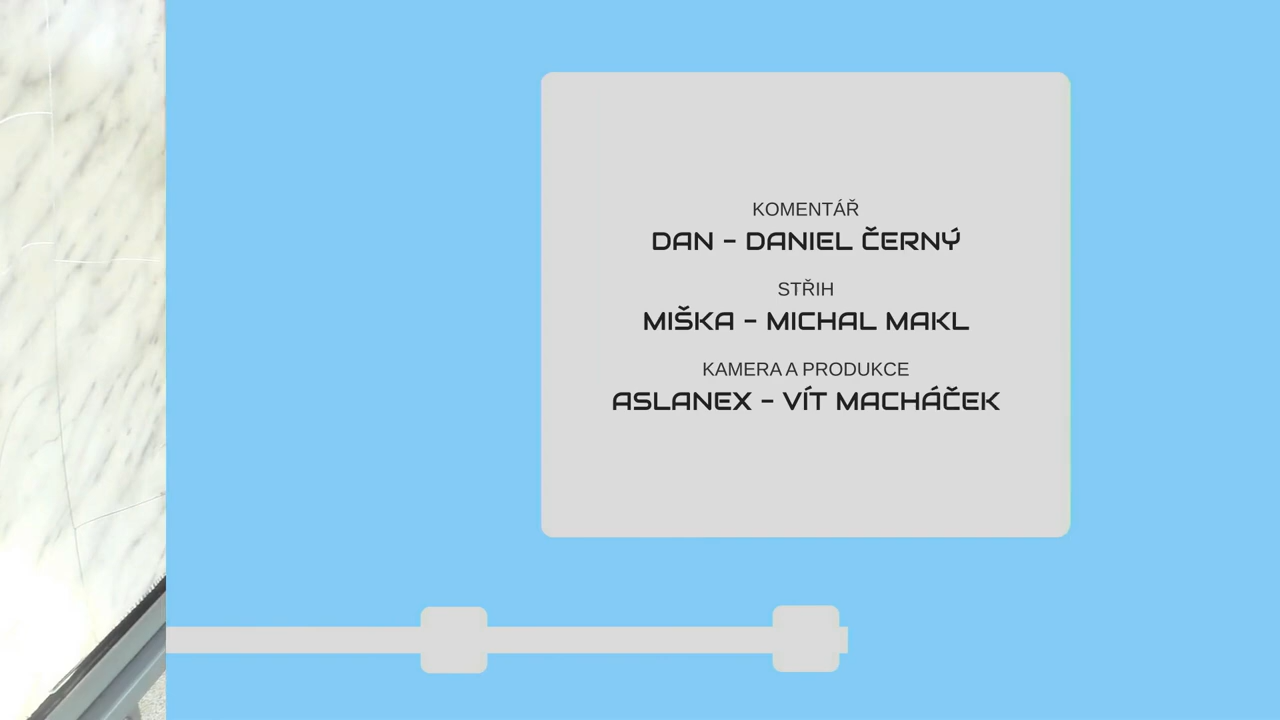 KOMENTÁŘ
DAN - DANIEL ČERNÝ
STŘIH
MIŠKA - MICHAL MAKL
KAMERA A PRODUKCE
ASLANEX - VÍT MACHÁČEK